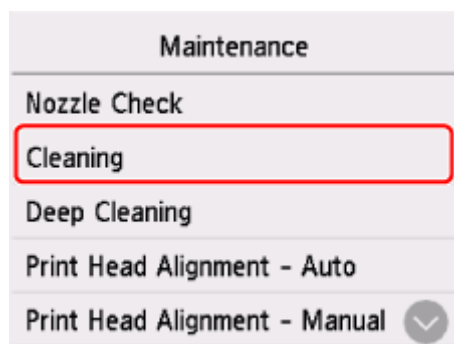 Maintenance
Nozzle Check
Cleaning
Deep Cleaning
Print Head Alignment - Auto
Print Head Alignment - Manual